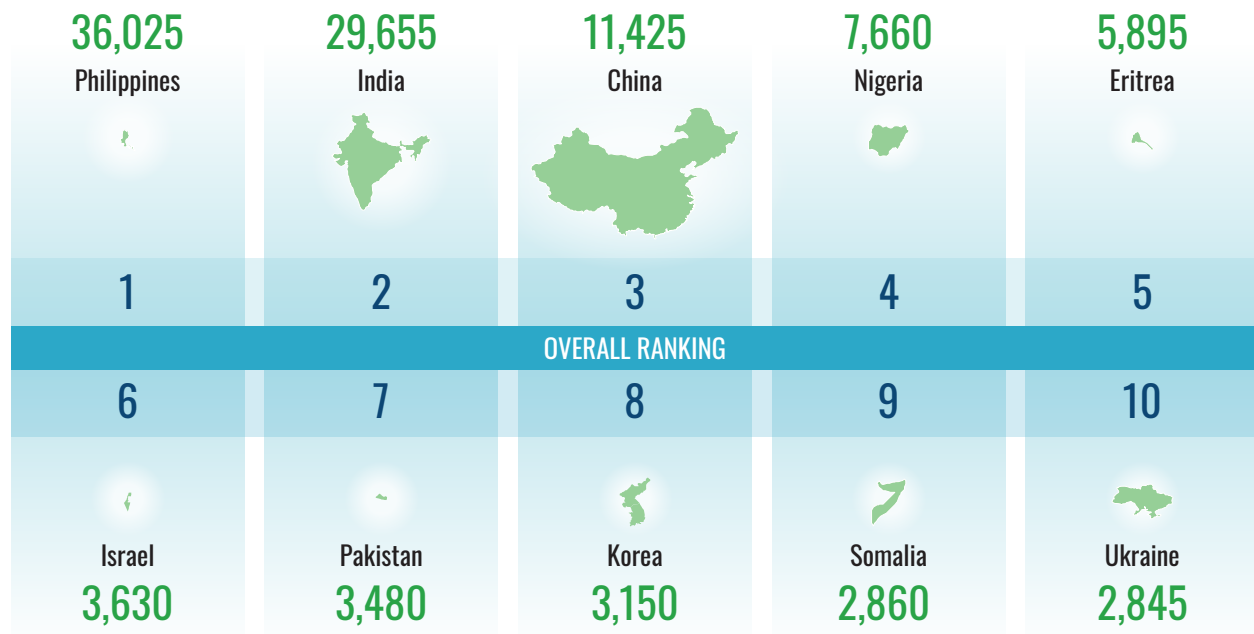 36,025 29,655 11,425 7,660 5,895
Philippines India China Nigeria Eritrea
1 2 3 4 5
OVERALL RANKING
6 7 8 9 10
Israel Pakistan Korea Somalia Ukraine
3,630 3,480 3,150 2,860 2,845